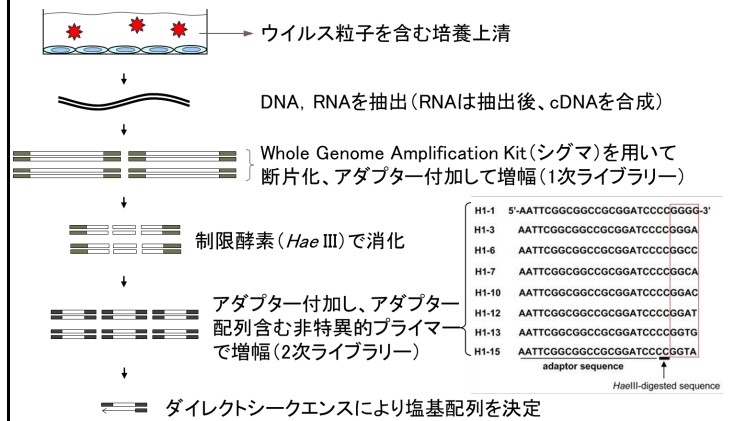 ウイルス粒子を含む培養上清
DNA, RNAを抽出(RNAは抽出後、cDNAを合成)
Whole Genome Amplification Kit(シグマ)を用いて
断片化、アダプター付加して増幅(1次ライブラリー)
制限酵素(Hae III)で消化
アダプター付加し、アダプター
配列含む非特異的プライマー
で増幅(2次ライブラリー)
H1-1 5'-AATTCGGCGGCCGCGGATCCCCGGGG-3'
H1-3 AATTCGGCGGCCGCGGATCCCCGGGA
H1-6 AATTCGGCGGCCGCGGATCCCCGGCC
H1-7 AATTCGGCGGCCGCGGATCCCCGGCA
H1-10 AATTCGGCGGCCGCGGATCCCCGGAC
H1-12 AATTCGGCGGCCGCGGATCCCCGGAT
H1-13 AATTCGGCGGCCGCGGATCCCCGGTG
H1-15 AATTCGGCGGCCGCGGATCCCCGGTA
adaptor sequence
HaeIII-digested sequence
ダイレクトシークエンスにより塩基配列を決定